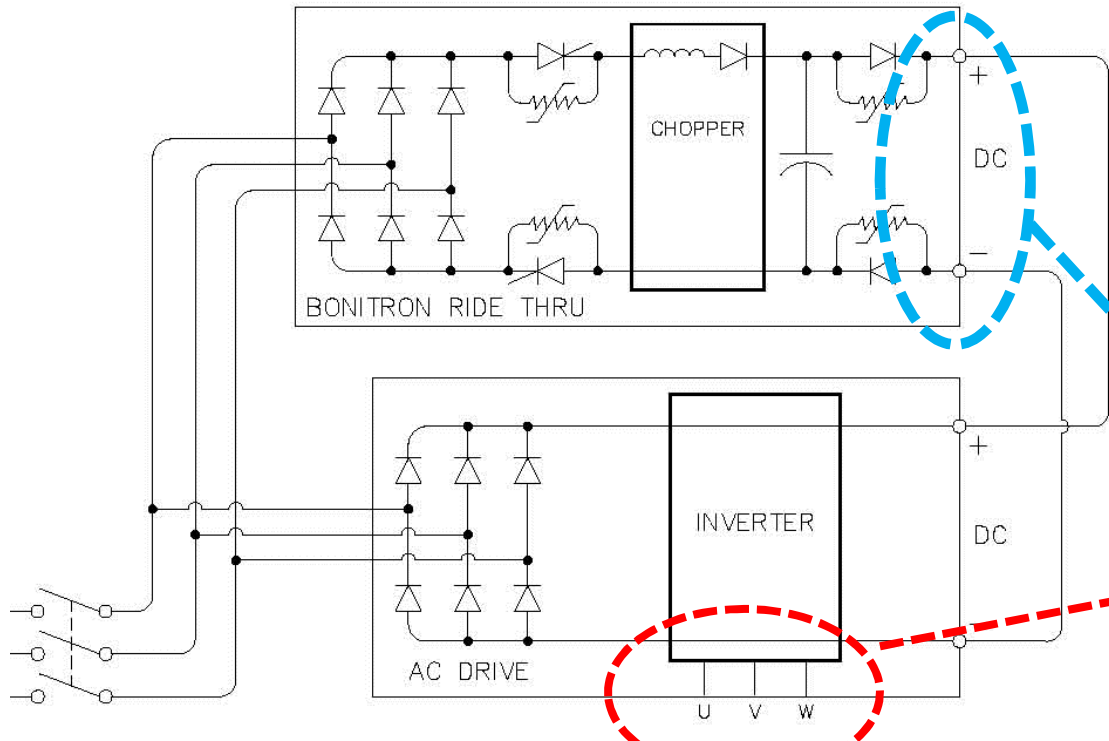 CHOPPER
+
DC
−
BONITRON RIDE THRU
+
INVERTER
DC
−
AC DRIVE
U V W